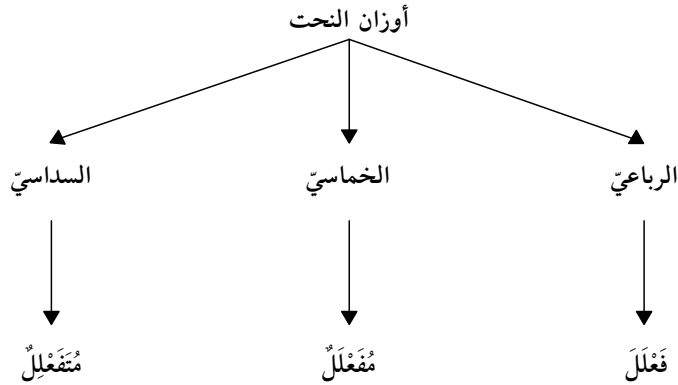 أوزان النحت
الرباعيّ
الخماسيّ
السداسيّ
فَعْلَلَ
مُفَعْلَلٌ
مُتَفَعْلِلٌ